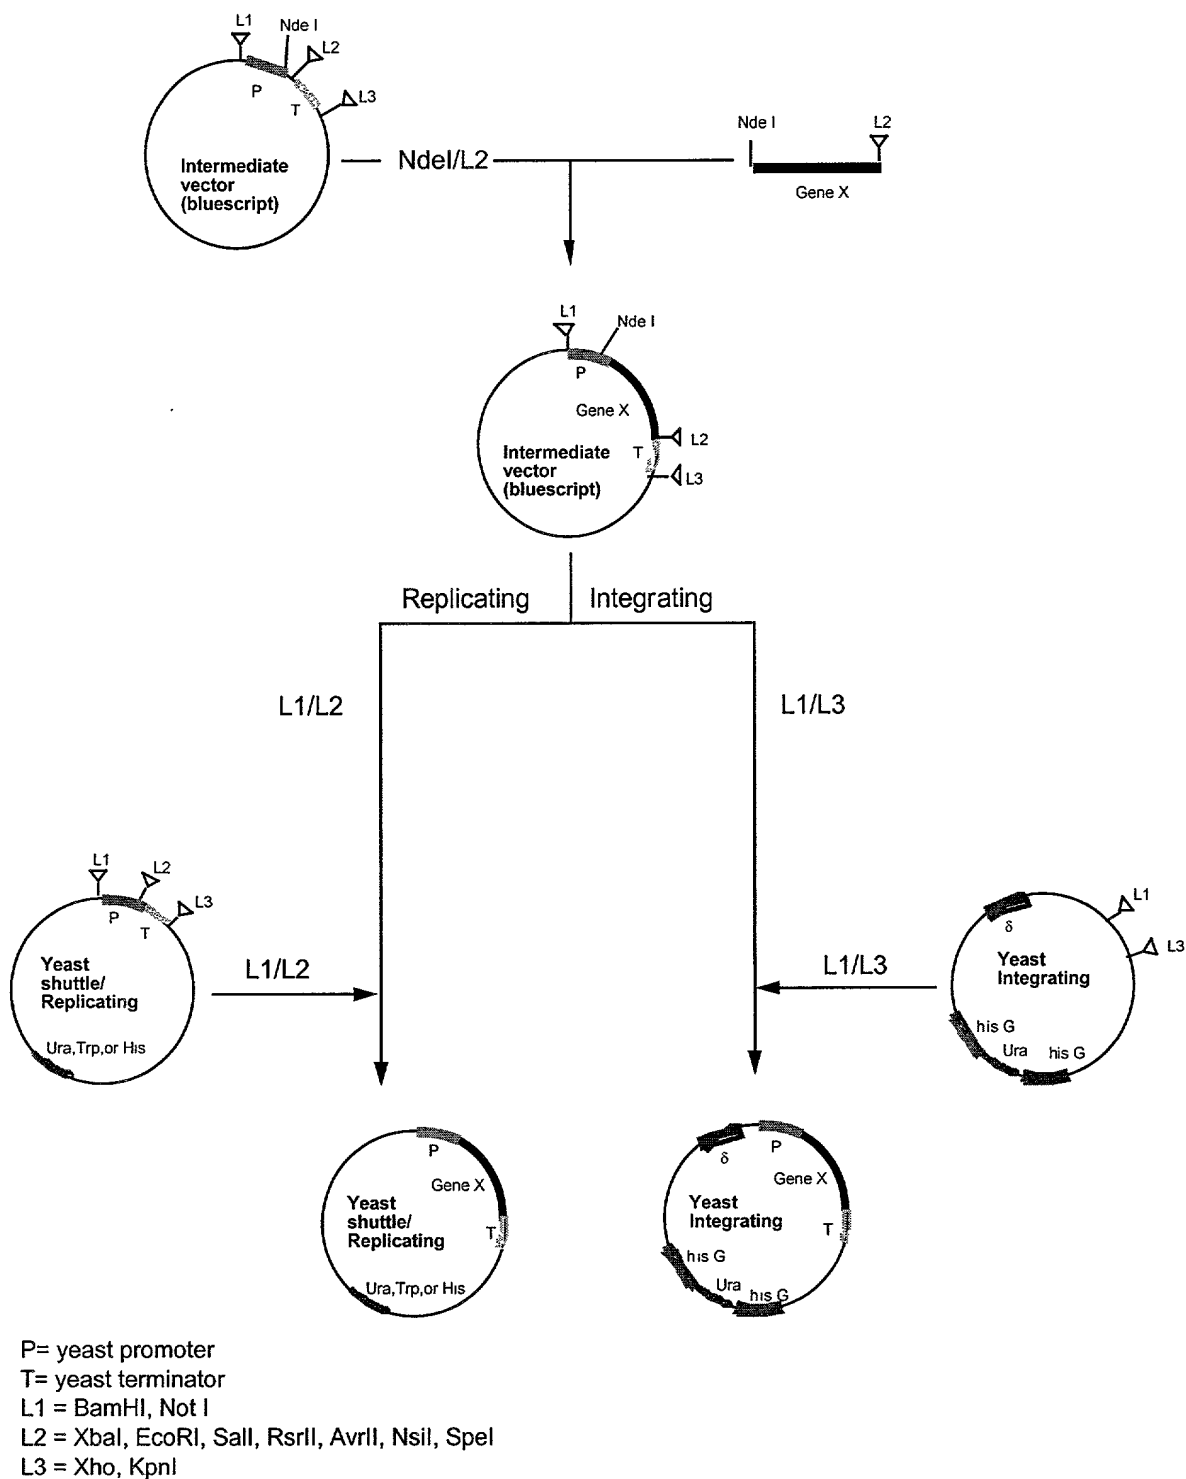 L1
Nde I
L2
P
T
L3
Intermediate
vector
(bluescript)
NdeI/L2
Nde I
L2
Gene X
L1
Nde I
P
Gene X
L2
T
L3
Intermediate
vector
(bluescript)
Replicating
Integrating
L1/L2
L1/L3
L1
L2
L3
P
T
Yeast
shuttle/
Replicating
Ura,Trp,or His
L1/L2
L1/L3
L1
L3
δ
Yeast
Integrating
his G
Ura
his G
P
Gene X
T
Yeast
shuttle/
Replicating
Ura,Trp,or His
δ
P
Gene X
T
Yeast
Integrating
his G
Ura
his G
P= yeast promoter
T= yeast terminator
L1 = BamHI, Not I
L2 = XbaI, EcoRI, SalI, RsrII, AvrII, NsiI, SpeI
L3 = Xho, KpnI